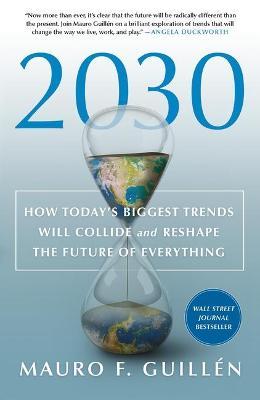 "Now more than ever, it's clear that the future will be radically different than
the present. Join Mauro Guillén on a brilliant exploration of trends that will
change the way we live, work, and play." —ANGELA DUCKWORTH
2030
HOW TODAY'S BIGGEST TRENDS
WILL COLLIDE and RESHAPE
THE FUTURE OF EVERYTHING
WALL STREET
JOURNAL
BESTSELLER
MAURO F. GUILLÉN